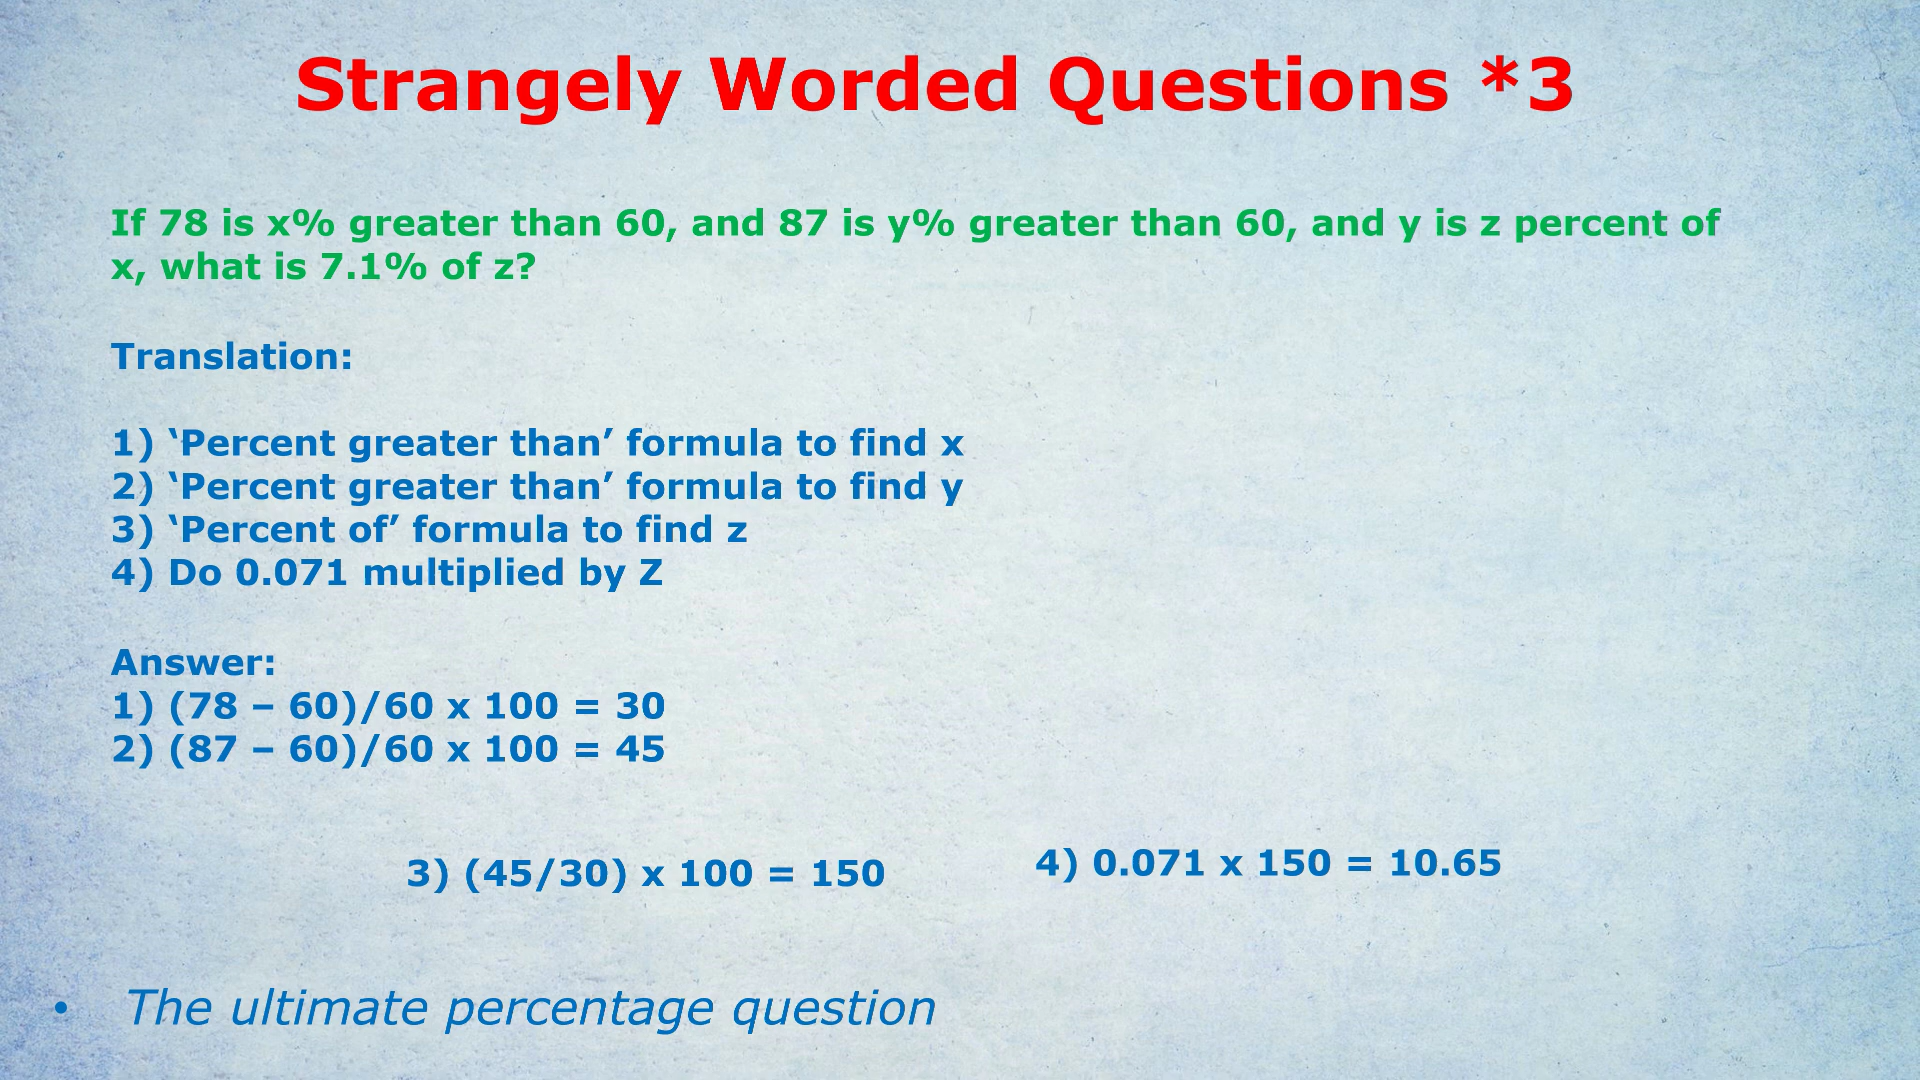 Strangely Worded Questions *3
If 78 is x% greater than 60, and 87 is y% greater than 60, and y is z percent of
x, what is 7.1% of z?
Translation:
1) ‘Percent greater than’ formula to find x
2) ‘Percent greater than’ formula to find y
3) ‘Percent of’ formula to find z
4) Do 0.071 multiplied by Z
Answer:
1) (78 – 60)/60 x 100 = 30
2) (87 – 60)/60 x 100 = 45
3) (45/30) x 100 = 150
4) 0.071 x 150 = 10.65
• The ultimate percentage question